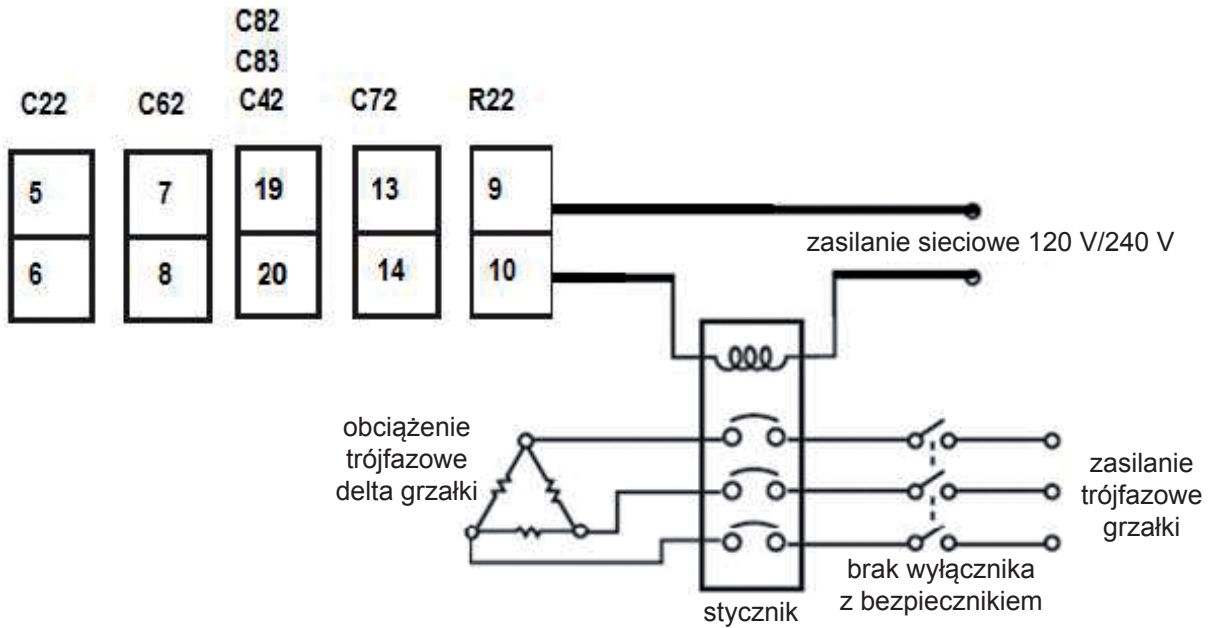 C82
C83
C22 C62 C42 C72 R22
5 7 19 13 9
6 8 20 14 10
zasilanie sieciowe 120 V/240 V
obciążenie
trójfazowe
delta grzałki
zasilanie
trójfazowe
grzałki
brak wyłącznika
z bezpiecznikiem
stycznik